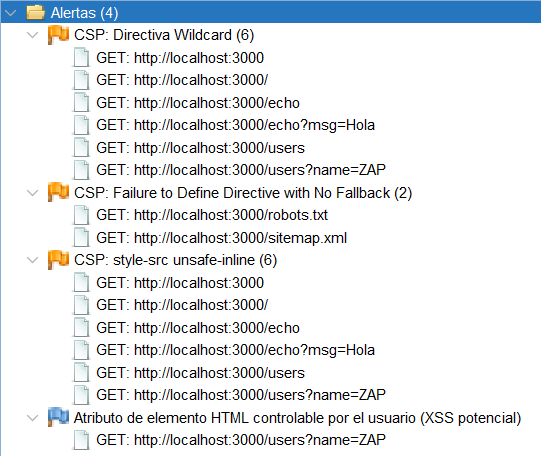 Alertas (4)
CSP: Directiva Wildcard (6)
GET: http://localhost:3000
GET: http://localhost:3000/
GET: http://localhost:3000/echo
GET: http://localhost:3000/echo?msg=Hola
GET: http://localhost:3000/users
GET: http://localhost:3000/users?name=ZAP
CSP: Failure to Define Directive with No Fallback (2)
GET: http://localhost:3000/robots.txt
GET: http://localhost:3000/sitemap.xml
CSP: style-src unsafe-inline (6)
GET: http://localhost:3000
GET: http://localhost:3000/
GET: http://localhost:3000/echo
GET: http://localhost:3000/echo?msg=Hola
GET: http://localhost:3000/users
GET: http://localhost:3000/users?name=ZAP
Atributo de elemento HTML controlable por el usuario (XSS potencial)
GET: http://localhost:3000/users?name=ZAP